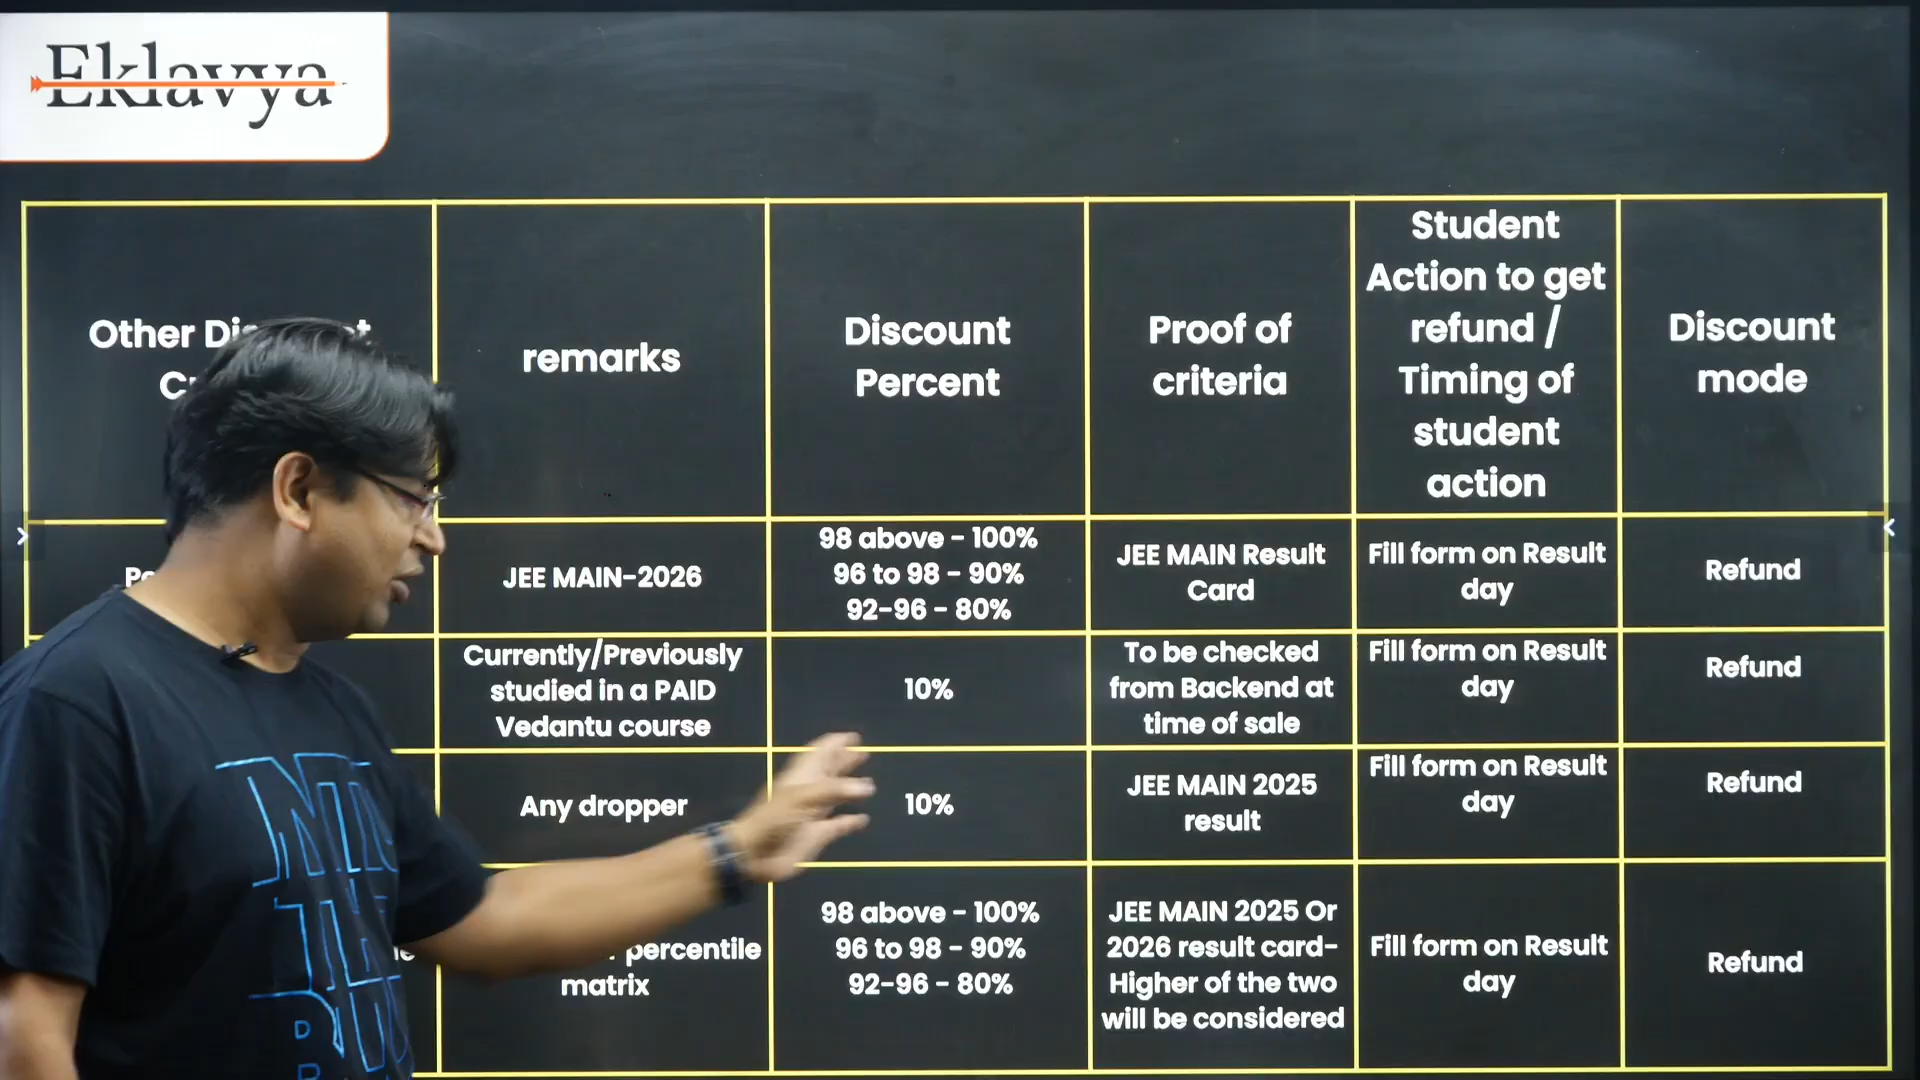 Eklavya
Other
remarks
Discount
Percent
Proof of
criteria
Student
Action to get
refund /
Timing of
student
action
Discount
mode
JEE MAIN-2026
98 above - 100%
96 to 98 - 90%
92-96 - 80%
JEE MAIN Result
Card
Fill form on Result
day
Refund
Currently/Previously
studied in a PAID
Vedantu course
10%
To be checked
from Backend at
time of sale
Fill form on Result
day
Refund
Any dropper
10%
JEE MAIN 2025
result
Fill form on Result
day
Refund
percentile
matrix
98 above - 100%
96 to 98 - 90%
92-96 - 80%
JEE MAIN 2025 Or
2026 result card-
Higher of the two
will be considered
Fill form on Result
day
Refund